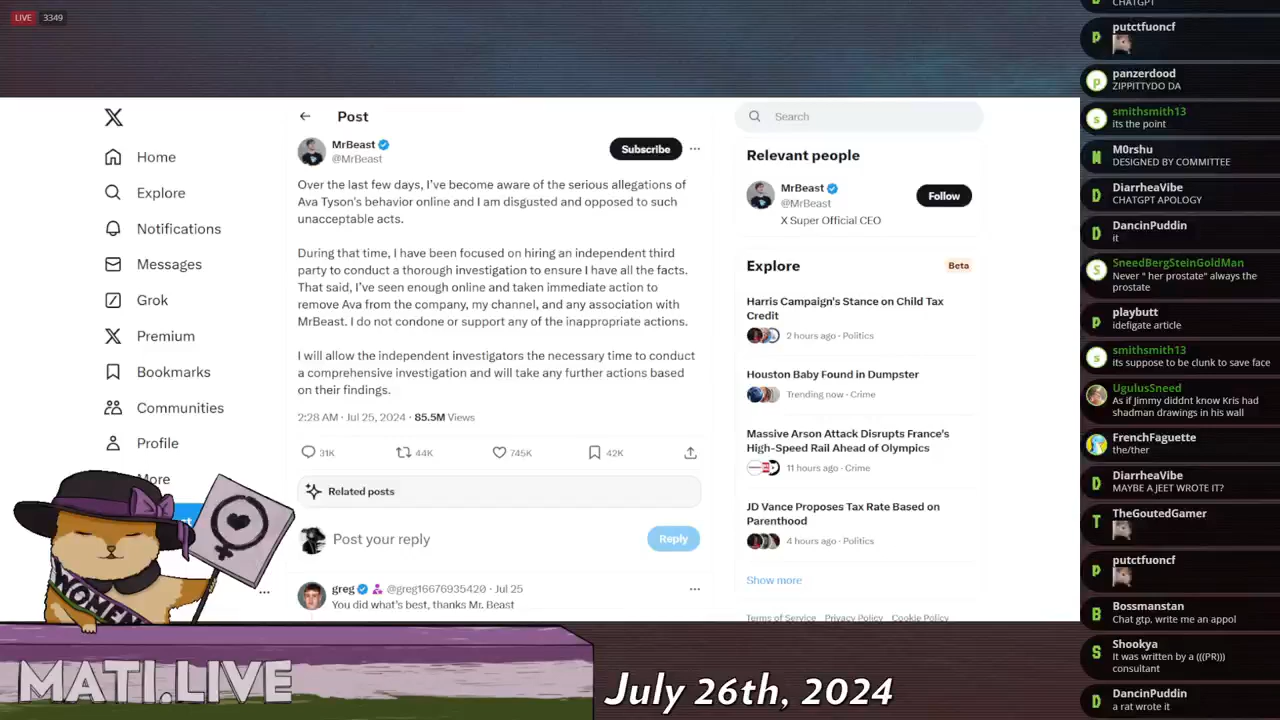 LIVE 3349
Home
Explore
Notifications
Messages
Grok
Premium
Bookmarks
Communities
Profile
More
Post
MrBeast
@MrBeast
Subscribe
Over the last few days, I've become aware of the serious allegations of
Ava Tyson's behavior online and I am disgusted and opposed to such
unacceptable acts.
During that time, I have been focused on hiring an independent third
party to conduct a thorough investigation to ensure I have all the facts.
That said, I've seen enough online and taken immediate action to
remove Ava from the company, my channel, and any association with
MrBeast. I do not condone or support any of the inappropriate actions.
I will allow the independent investigators the necessary time to conduct
a comprehensive investigation and will take any further actions based
on their findings.
2:28 AM · Jul 25, 2024 · 85.5M Views
31K 44K 745K 42K
Related posts
Post your reply
Reply
greg @greg16676935420 · Jul 25
You did what's best, thanks Mr. Beast
Search
Relevant people
MrBeast
@MrBeast
Follow
X Super Official CEO
Explore
Beta
Harris Campaign's Stance on Child Tax
Credit
2 hours ago · Politics
Houston Baby Found in Dumpster
Trending now · Crime
Massive Arson Attack Disrupts France's
High-Speed Rail Ahead of Olympics
11 hours ago · Crime
JD Vance Proposes Tax Rate Based on
Parenthood
4 hours ago · Politics
Show more
Terms of Service Privacy Policy Cookie Policy
CHATGPT
putctfuoncf
panzerdood
ZIPPITTYDO DA
smithsmith13
its the point
M0rshu
DESIGNED BY COMMITTEE
DiarrheaVibe
CHATGPT APOLOGY
DancinPuddin
it
SneedBergSteinGoldMan
Never " her prostate" always the
prostate
playbutt
idefigate article
smithsmith13
its suppose to be clunk to save face
UgulusSneed
As if Jimmy diddnt know Kris had
shadman drawings in his wall
FrenchFaguette
the/ther
DiarrheaVibe
MAYBE A JEET WROTE IT?
TheGoutedGamer
putctfuoncf
Bossmanstan
Chat gtp, write me an appol
Shookya
It was written by a (((PR)))
consultant
DancinPuddin
a rat wrote it
WOMEN
MATI.LIVE
July 26th, 2024